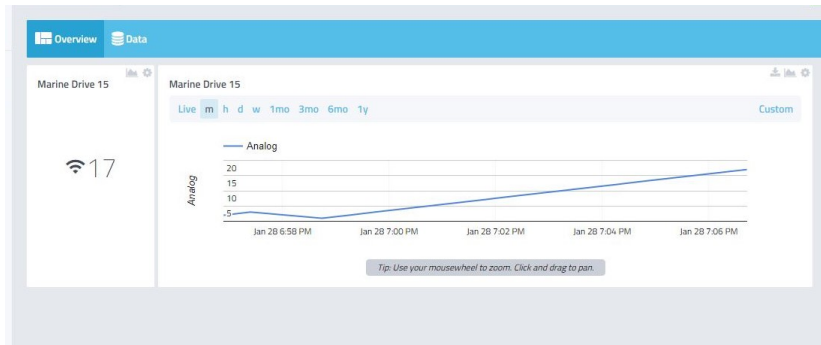 Overview Data
Marine Drive 15
17
Marine Drive 15
Live m h d w 1mo 3mo 6mo 1y Custom
Analog
Analog
20
15
10
5
Jan 28 6:58 PM Jan 28 7:00 PM Jan 28 7:02 PM Jan 28 7:04 PM Jan 28 7:06 PM
Tip: Use your mousewheel to zoom. Click and drag to pan.